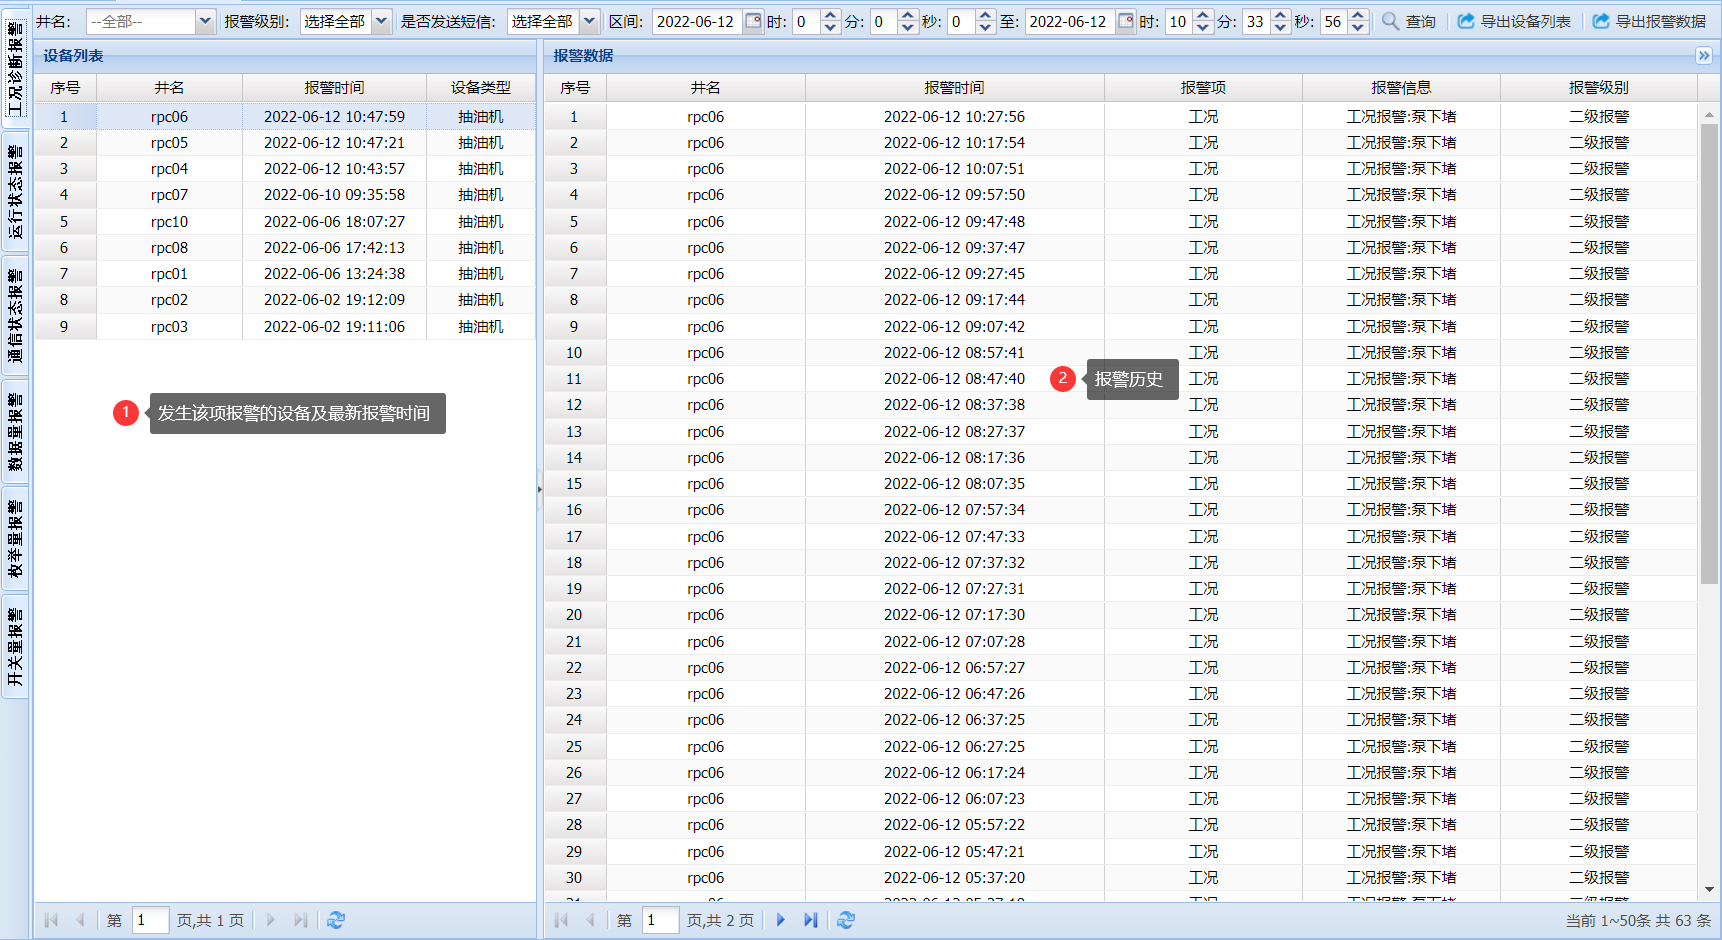 井名: --全部-- 报警级别: 选择全部 是否发送短信: 选择全部 区间: 2022-06-12 时: 0 分: 0 秒: 0 至: 2022-06-12 时: 10 分: 33 秒: 56 查询 导出设备列表 导出报警数据
工况诊断报警
运行状态报警
通信状态报警
数据量报警
枚举量报警
开关量报警
设备列表
序号 井名 报警时间 设备类型
1 rpc06 2022-06-12 10:47:59 抽油机
2 rpc05 2022-06-12 10:47:21 抽油机
3 rpc04 2022-06-12 10:43:57 抽油机
4 rpc07 2022-06-10 09:35:58 抽油机
5 rpc10 2022-06-06 18:07:27 抽油机
6 rpc08 2022-06-06 17:42:13 抽油机
7 rpc01 2022-06-06 13:24:38 抽油机
8 rpc02 2022-06-02 19:12:09 抽油机
9 rpc03 2022-06-02 19:11:06 抽油机
1 发生该项报警的设备及最新报警时间
第 1 页,共 1 页
报警数据
序号 井名 报警时间 报警项 报警信息 报警级别
1 rpc06 2022-06-12 10:27:56 工况 工况报警:泵下堵 二级报警
2 rpc06 2022-06-12 10:17:54 工况 工况报警:泵下堵 二级报警
3 rpc06 2022-06-12 10:07:51 工况 工况报警:泵下堵 二级报警
4 rpc06 2022-06-12 09:57:50 工况 工况报警:泵下堵 二级报警
5 rpc06 2022-06-12 09:47:48 工况 工况报警:泵下堵 二级报警
6 rpc06 2022-06-12 09:37:47 工况 工况报警:泵下堵 二级报警
7 rpc06 2022-06-12 09:27:45 工况 工况报警:泵下堵 二级报警
8 rpc06 2022-06-12 09:17:44 工况 工况报警:泵下堵 二级报警
9 rpc06 2022-06-12 09:07:42 工况 工况报警:泵下堵 二级报警
10 rpc06 2022-06-12 08:57:41 工况 工况报警:泵下堵 二级报警
11 rpc06 2022-06-12 08:47:40 工况 工况报警:泵下堵 二级报警
2 报警历史
12 rpc06 2022-06-12 08:37:38 工况 工况报警:泵下堵 二级报警
13 rpc06 2022-06-12 08:27:37 工况 工况报警:泵下堵 二级报警
14 rpc06 2022-06-12 08:17:36 工况 工况报警:泵下堵 二级报警
15 rpc06 2022-06-12 08:07:35 工况 工况报警:泵下堵 二级报警
16 rpc06 2022-06-12 07:57:34 工况 工况报警:泵下堵 二级报警
17 rpc06 2022-06-12 07:47:33 工况 工况报警:泵下堵 二级报警
18 rpc06 2022-06-12 07:37:32 工况 工况报警:泵下堵 二级报警
19 rpc06 2022-06-12 07:27:31 工况 工况报警:泵下堵 二级报警
20 rpc06 2022-06-12 07:17:30 工况 工况报警:泵下堵 二级报警
21 rpc06 2022-06-12 07:07:28 工况 工况报警:泵下堵 二级报警
22 rpc06 2022-06-12 06:57:27 工况 工况报警:泵下堵 二级报警
23 rpc06 2022-06-12 06:47:26 工况 工况报警:泵下堵 二级报警
24 rpc06 2022-06-12 06:37:25 工况 工况报警:泵下堵 二级报警
25 rpc06 2022-06-12 06:27:25 工况 工况报警:泵下堵 二级报警
26 rpc06 2022-06-12 06:17:24 工况 工况报警:泵下堵 二级报警
27 rpc06 2022-06-12 06:07:23 工况 工况报警:泵下堵 二级报警
28 rpc06 2022-06-12 05:57:22 工况 工况报警:泵下堵 二级报警
29 rpc06 2022-06-12 05:47:21 工况 工况报警:泵下堵 二级报警
30 rpc06 2022-06-12 05:37:20 工况 工况报警:泵下堵 二级报警
第 1 页,共 2 页
当前 1~50条 共 63 条